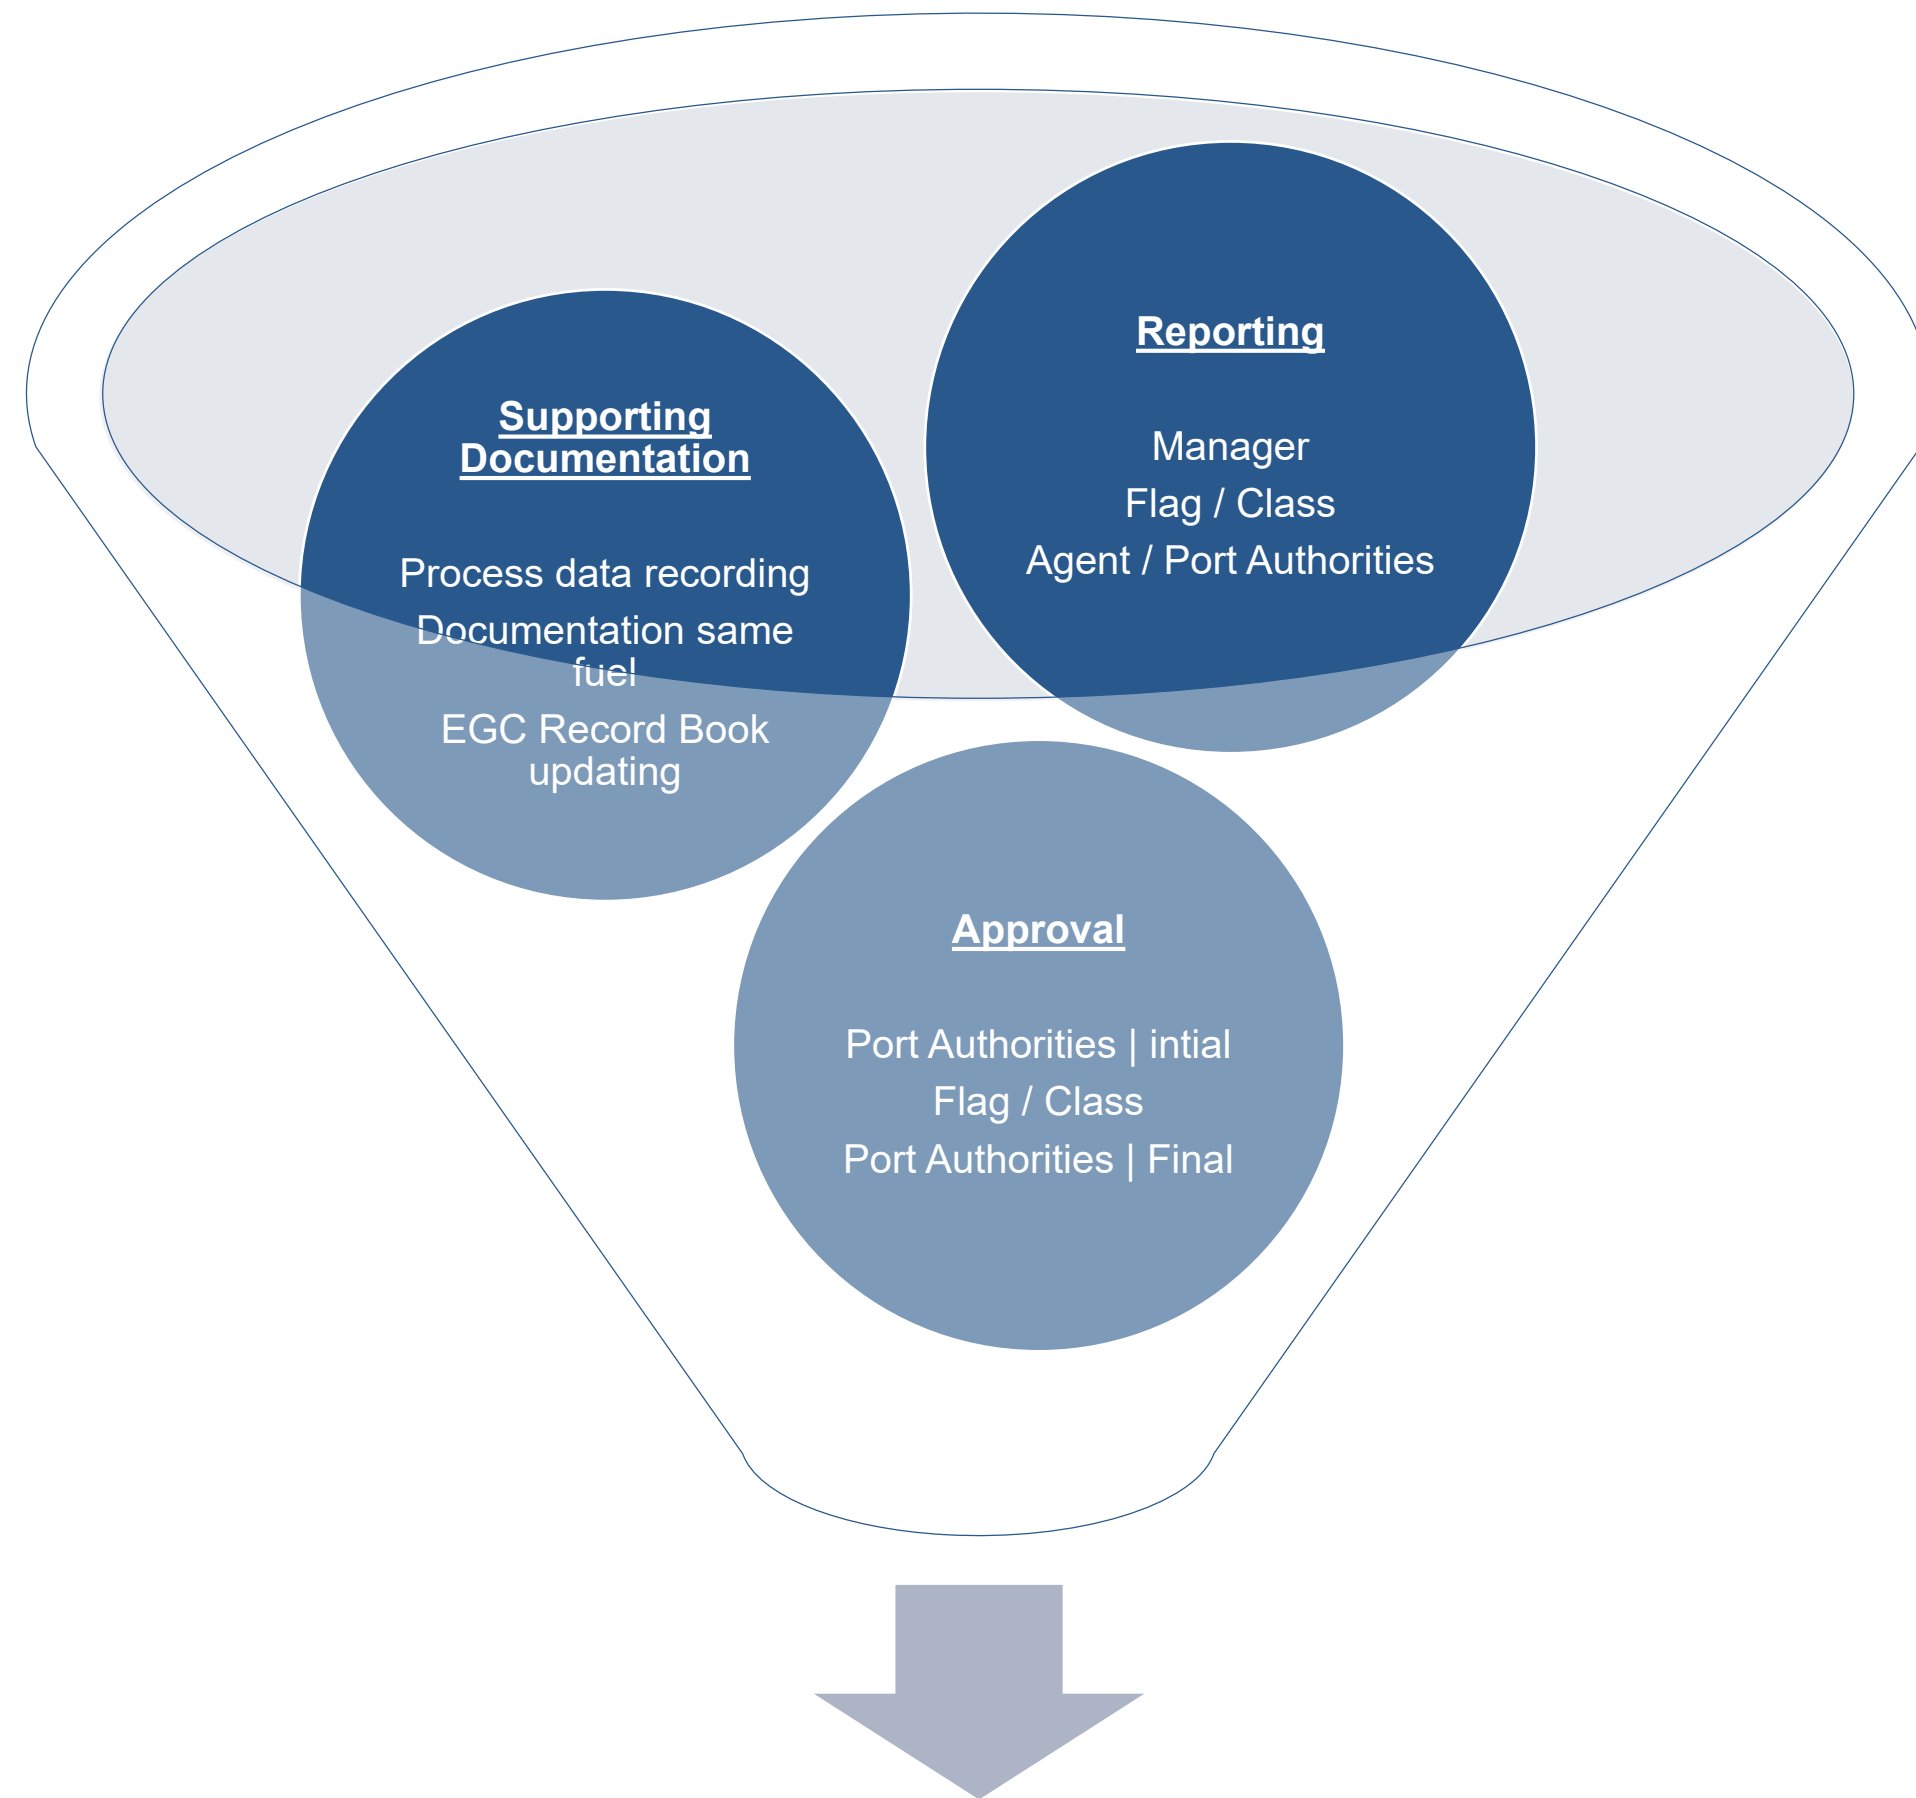 Reporting
Manager
Flag / Class
Agent / Port Authorities
Supporting
Documentation
Process data recording
Documentation same
fuel
EGC Record Book
updating
Approval
Port Authorities | intial
Flag / Class
Port Authorities | Final